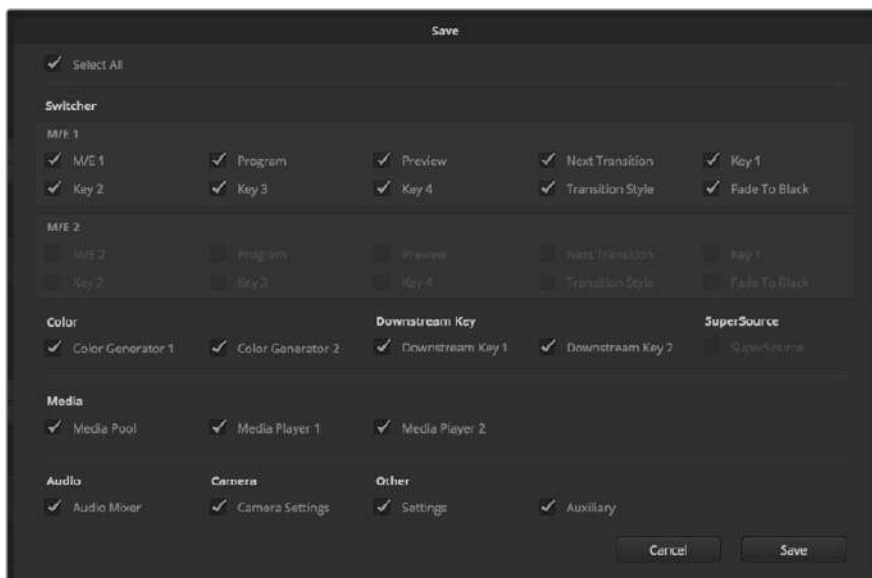 Save
Select All
Switcher
M/E 1
M/E 1 Program Preview Next Transition Key 1
Key 2 Key 3 Key 4 Transition Style Fade To Black
M/E 2
M/E 2 Program Preview Next Transition Key 1
Key 2 Key 3 Key 4 Transition Style Fade To Black
Color Downstream Key SuperSource
Color Generator 1 Color Generator 2 Downstream Key 1 Downstream Key 2 SuperSource
Media
Media Pool Media Player 1 Media Player 2
Audio Camera Other
Audio Mixer Camera Settings Settings Auxiliary
Cancel Save